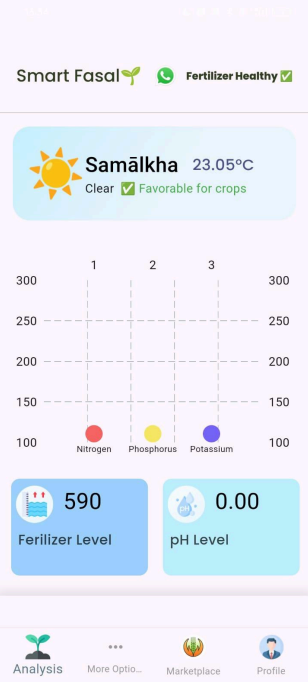 Smart Fasal🌱 Fertilizer Healthy ✅
Samālkha 23.05°C
Clear ✅ Favorable for crops
1 2 3
300 300
250 250
200 200
150 150
100 100
Nitrogen Phosphorus Potassium
590 0.00
Ferilizer Level pH Level
Analysis More Optio... Marketplace Profile